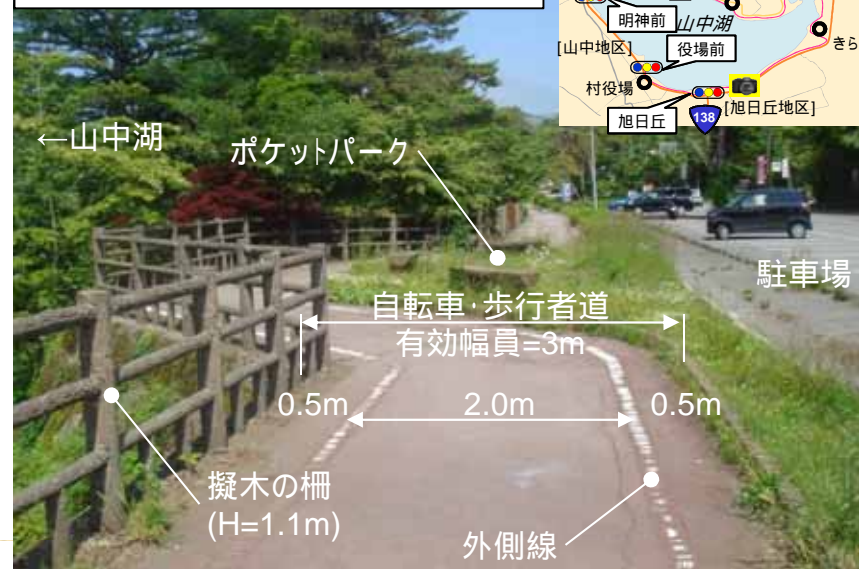 明神前
山中湖
[山中地区]
役場前
きら
村役場
旭日丘
138
[旭日丘地区]
←山中湖
ポケットパーク
駐車場
自転車・歩行者道
有効幅員=3m
0.5m
2.0m
0.5m
擬木の柵
(H=1.1m)
外側線